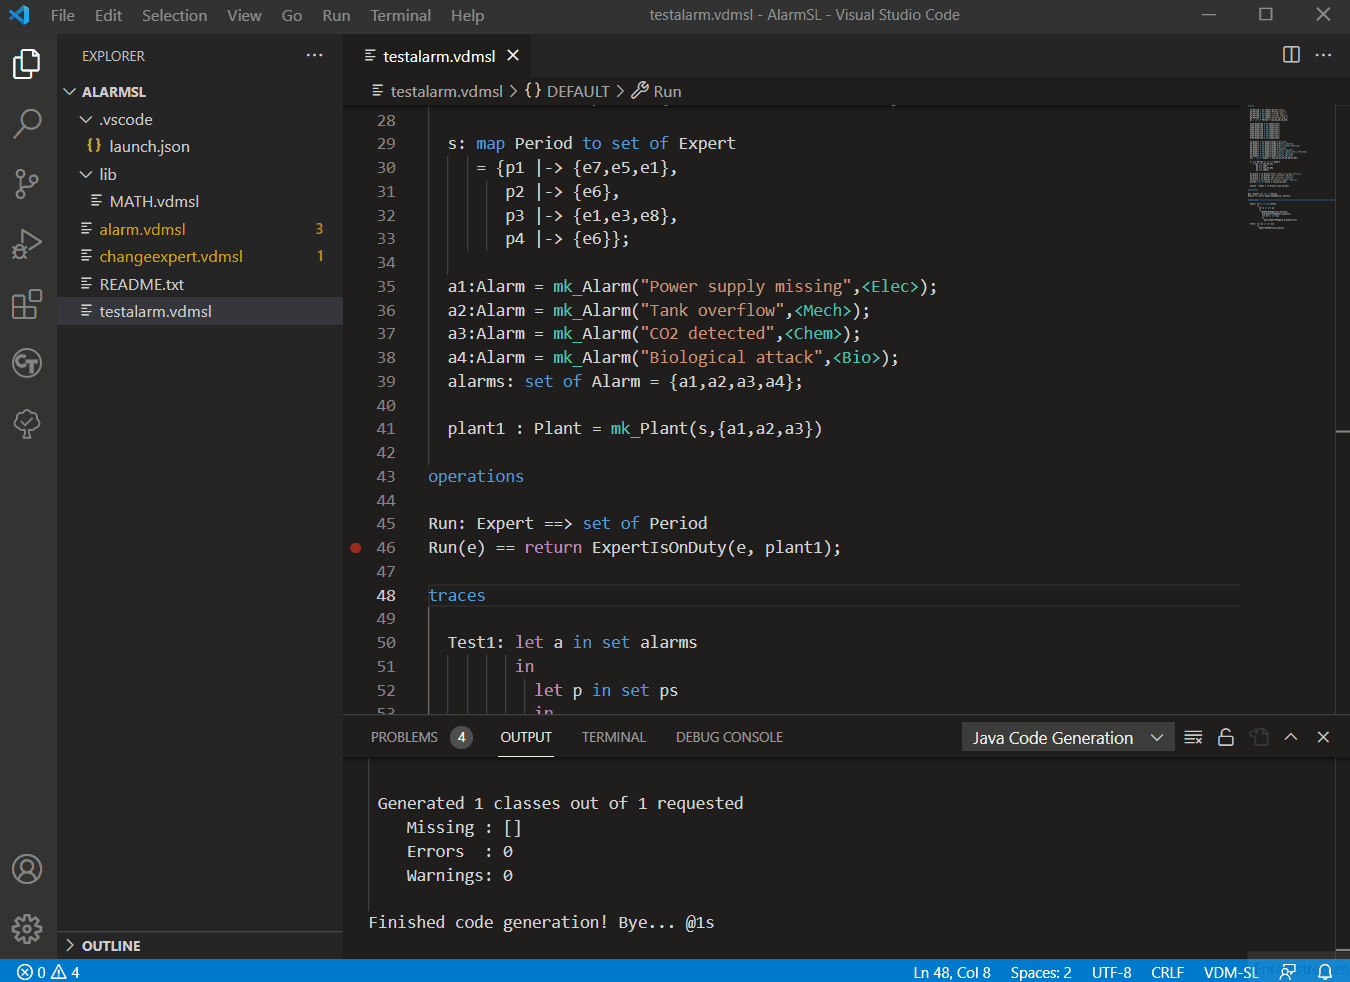 File Edit Selection View Go Run Terminal Help testalarm.vdmsl - AlarmSL - Visual Studio Code
EXPLORER
ALARMSL
.vscode
{} launch.json
lib
MATH.vdmsl
alarm.vdmsl 3
changeexpert.vdmsl 1
README.txt
testalarm.vdmsl
OUTLINE
testalarm.vdmsl
testalarm.vdmsl > {} DEFAULT > Run
28
29 s: map Period to set of Expert
30 = {p1 |-> {e7,e5,e1},
31 p2 |-> {e6},
32 p3 |-> {e1,e3,e8},
33 p4 |-> {e6}};
34
35 a1:Alarm = mk_Alarm("Power supply missing",<Elec>);
36 a2:Alarm = mk_Alarm("Tank overflow",<Mech>);
37 a3:Alarm = mk_Alarm("CO2 detected",<Chem>);
38 a4:Alarm = mk_Alarm("Biological attack",<Bio>);
39 alarms: set of Alarm = {a1,a2,a3,a4};
40
41 plant1 : Plant = mk_Plant(s,{a1,a2,a3})
42
43 operations
44
45 Run: Expert ==> set of Period
46 Run(e) == return ExpertIsOnDuty(e, plant1);
47
48 traces
49
50 Test1: let a in set alarms
51 in
52 let p in set ps
53 in
PROBLEMS 4 OUTPUT TERMINAL DEBUG CONSOLE Java Code Generation
Generated 1 classes out of 1 requested
Missing : []
Errors : 0
Warnings: 0
Finished code generation! Bye... @1s
0 4 Ln 48, Col 8 Spaces: 2 UTF-8 CRLF VDM-SL